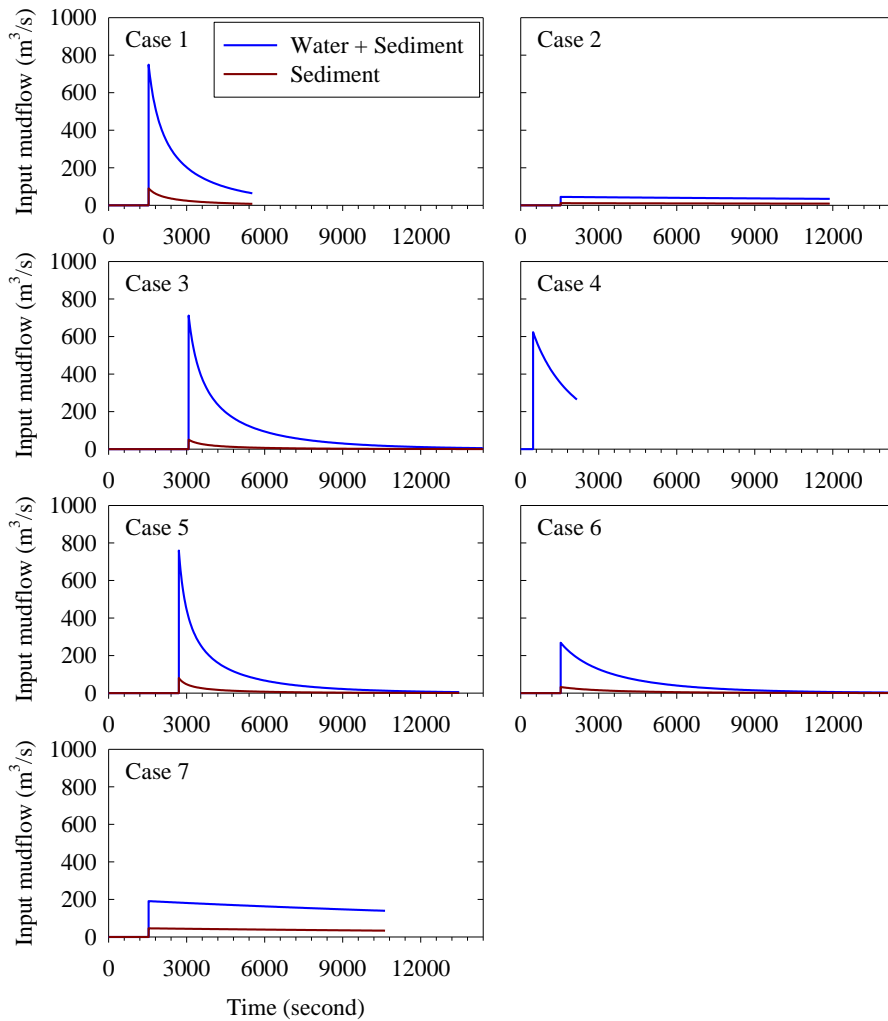 Input mudflow (m³/s)
1000
800
600
400
200
0
Case 1
Water + Sediment
Sediment
0 3000 6000 9000 12000
Case 2
0 3000 6000 9000 12000
Input mudflow (m³/s)
1000
800
600
400
200
0
Case 3
0 3000 6000 9000 12000
Case 4
0 3000 6000 9000 12000
Input mudflow (m³/s)
1000
800
600
400
200
0
Case 5
0 3000 6000 9000 12000
Case 6
0 3000 6000 9000 12000
Input mudflow (m³/s)
1000
800
600
400
200
0
Case 7
0 3000 6000 9000 12000
Time (second)